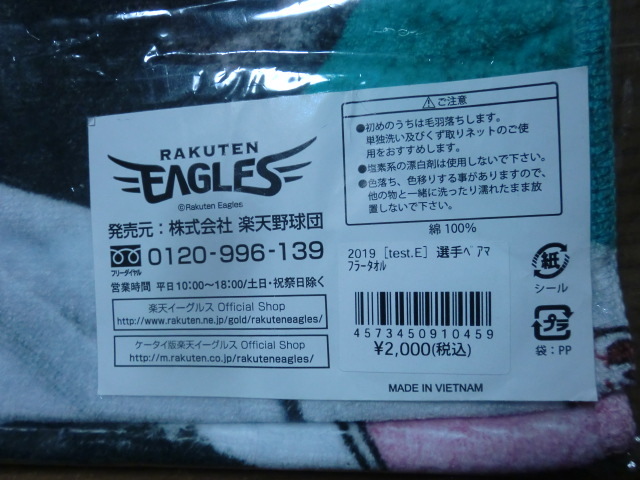 RAKUTEN
EAGLES
©Rakuten Eagles
発売元：株式会社 楽天野球団
フリーダイヤル
0120-996-139
営業時間 平日10:00～18:00/土日・祝祭日除く
楽天イーグルス Official Shop
http://www.rakuten.ne.jp/gold/rakuteneagles/
ケータイ版楽天イーグルス Official Shop
http://m.rakuten.co.jp/rakuteneagles/
ご注意
●初めのうちは毛羽落ちします。
単独洗い及びくず取りネットのご使
用をおすすめします。
●塩素系の漂白剤は使用しないで下さい。
●色落ち、色移りする事がありますので、
他の物と一緒に洗ったり濡れたまま放
置しないで下さい。
綿 100％
2019 [test.E] 選手ペアマ
フラータオル
4573450910459
¥2,000(税込)
紙
シール
プラ
袋：PP
MADE IN VIETNAM